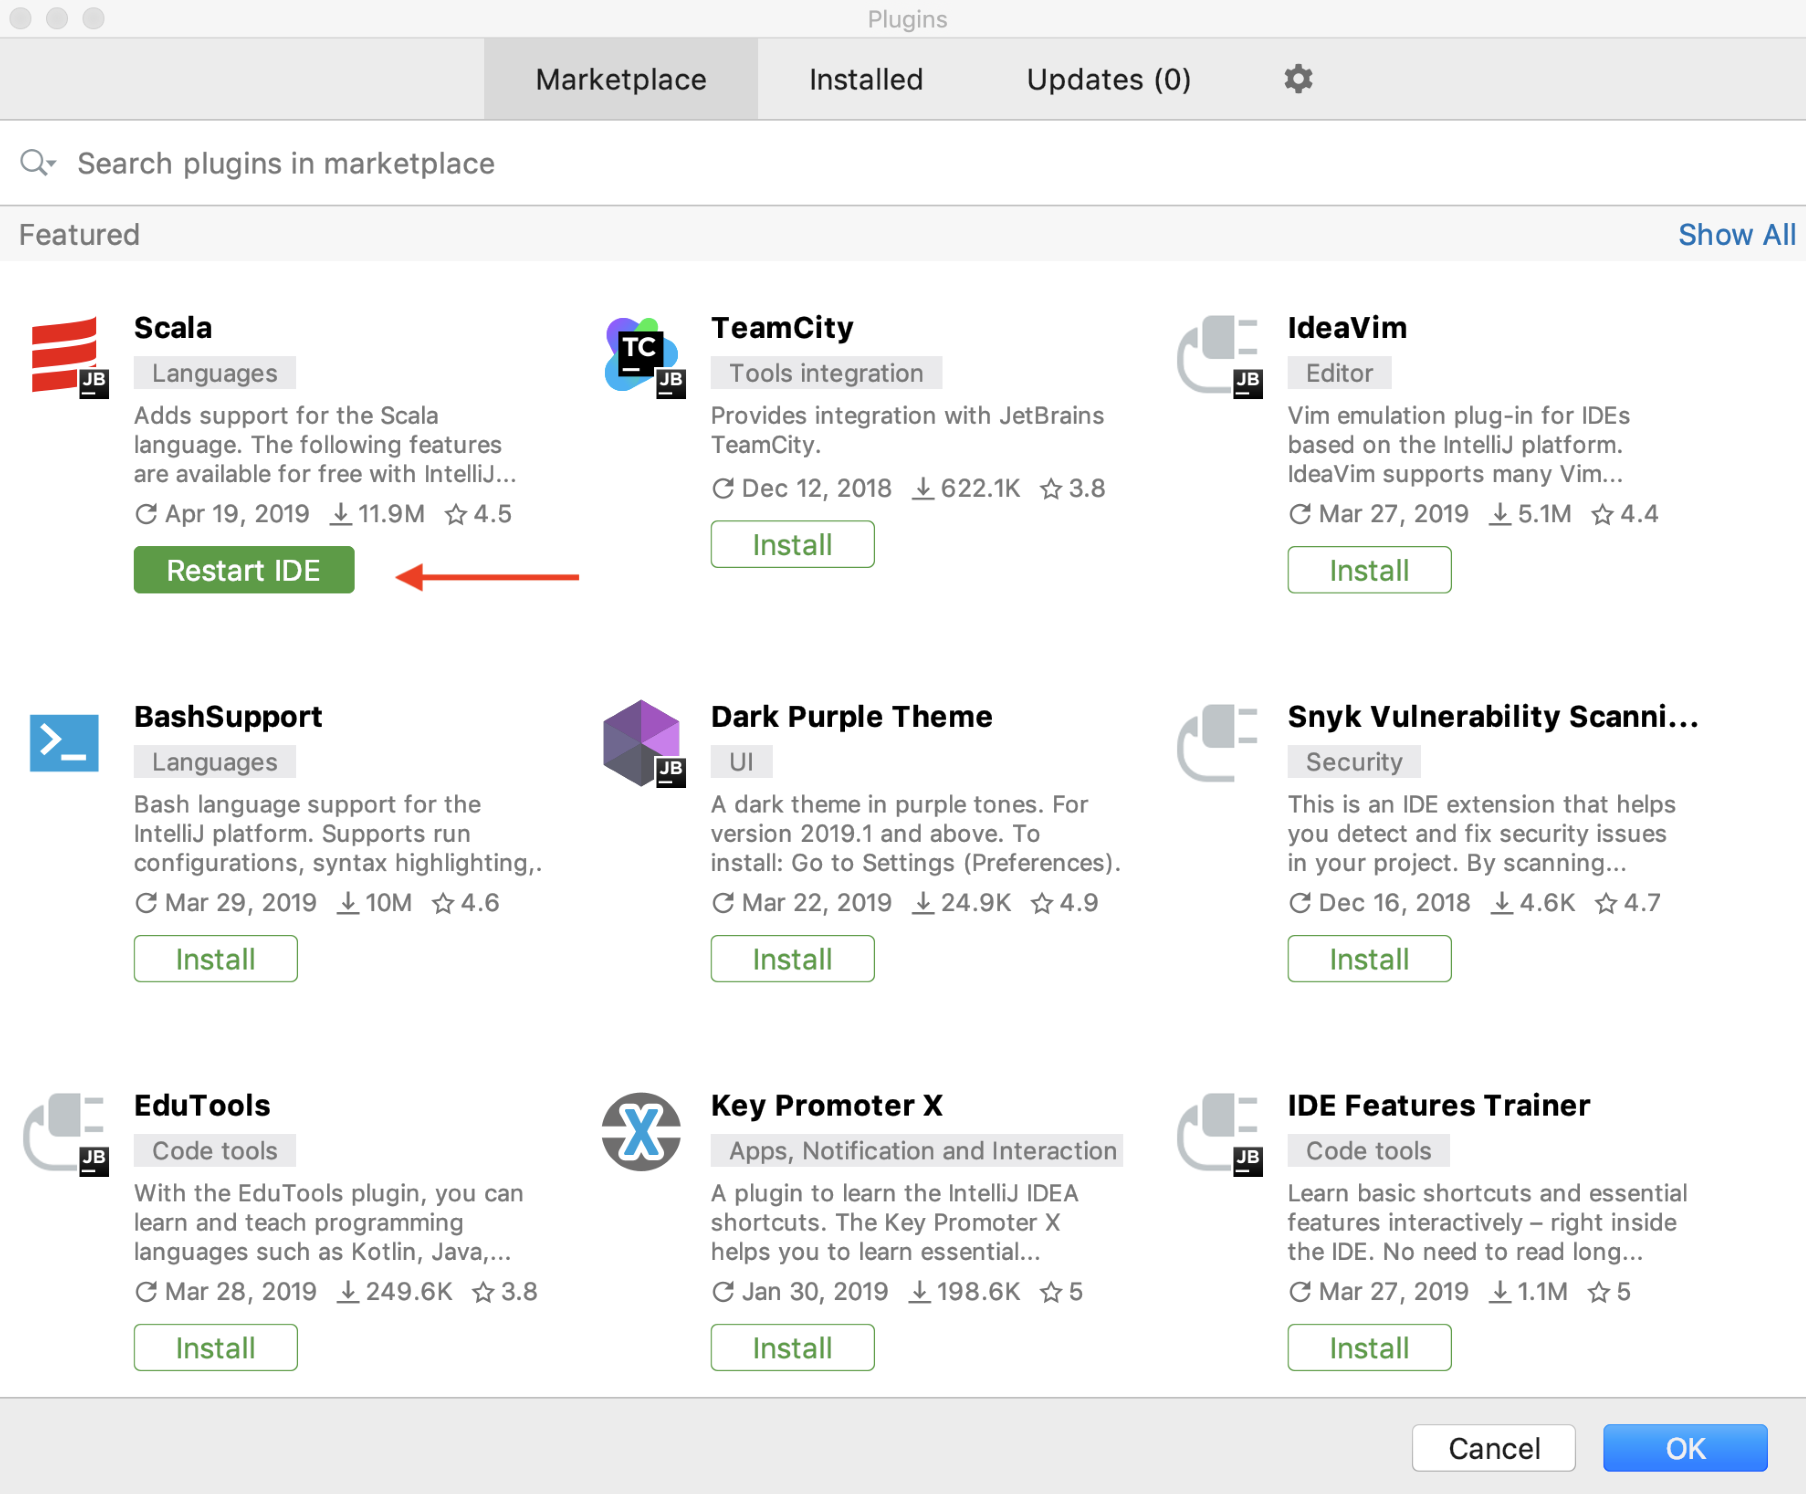 Plugins
Marketplace
Installed
Updates (0)
Search plugins in marketplace
Featured
Show All
Scala
Languages
Adds support for the Scala
language. The following features
are available for free with IntelliJ...
Apr 19, 2019 11.9M 4.5
Restart IDE
JB
TeamCity
Tools integration
Provides integration with JetBrains
TeamCity.
Dec 12, 2018 622.1K 3.8
Install
TC
JB
IdeaVim
Editor
Vim emulation plug-in for IDEs
based on the IntelliJ platform.
IdeaVim supports many Vim...
Mar 27, 2019 5.1M 4.4
Install
JB
BashSupport
Languages
Bash language support for the
IntelliJ platform. Supports run
configurations, syntax highlighting,.
Mar 29, 2019 10M 4.6
Install
Dark Purple Theme
UI
A dark theme in purple tones. For
version 2019.1 and above. To
install: Go to Settings (Preferences).
Mar 22, 2019 24.9K 4.9
Install
JB
Snyk Vulnerability Scanni...
Security
This is an IDE extension that helps
you detect and fix security issues
in your project. By scanning...
Dec 16, 2018 4.6K 4.7
Install
EduTools
Code tools
With the EduTools plugin, you can
learn and teach programming
languages such as Kotlin, Java,...
Mar 28, 2019 249.6K 3.8
Install
JB
Key Promoter X
Apps, Notification and Interaction
A plugin to learn the IntelliJ IDEA
shortcuts. The Key Promoter X
helps you to learn essential...
Jan 30, 2019 198.6K 5
Install
X
IDE Features Trainer
Code tools
Learn basic shortcuts and essential
features interactively – right inside
the IDE. No need to read long...
Mar 27, 2019 1.1M 5
Install
JB
Cancel
OK